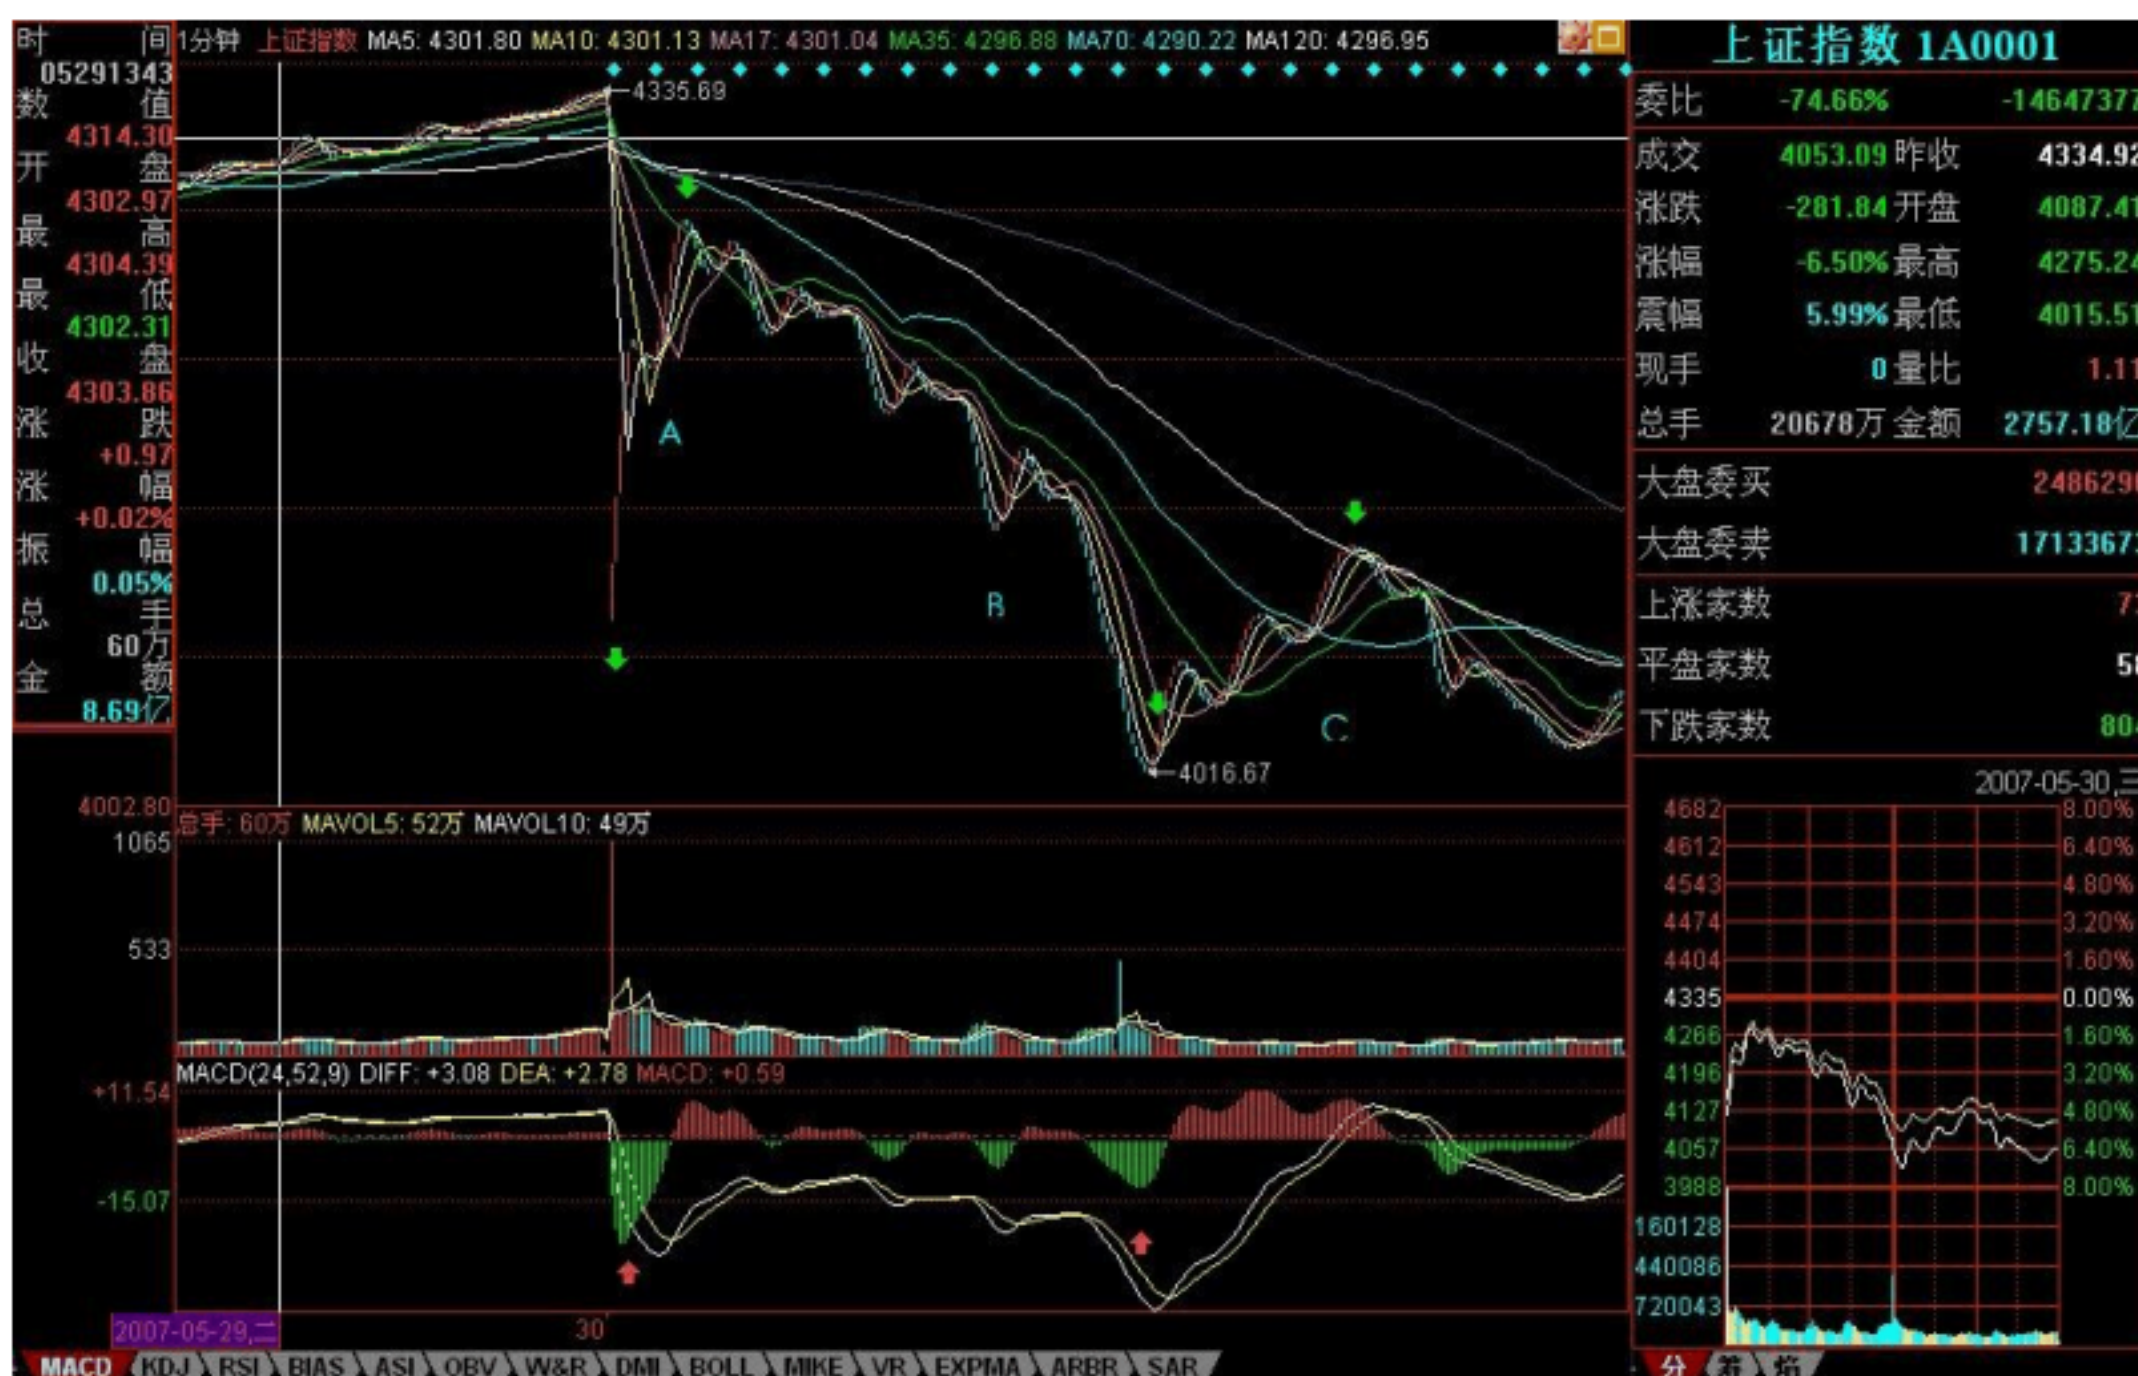 时 间
05291343
数 值
4314.30
开 盘
4302.97
最 高
4304.39
最 低
4302.31
收 盘
4303.86
涨 跌
+0.97
涨 幅
+0.02%
振 幅
0.05%
总 手
60万
金 额
8.69亿
1分钟 上证指数 MA5: 4301.80 MA10: 4301.13 MA17: 4301.04 MA35: 4296.88 MA70: 4290.22 MA120: 4296.95
4335.69
A
B
C
4016.67
4002.80
总手: 60万 MAVOL5: 52万 MAVOL10: 49万
1065
533
MACD(24,52,9) DIFF: +3.08 DEA: +2.78 MACD: +0.59
+11.54
-15.07
2007-05-29,二
30
MACD KDJ RSI BIAS ASI OBV W&R DMI BOLL MIKE VR EXPMA ARBR SAR
上证指数 1A0001
委比 -74.66% -14647377
成交 4053.09 昨收 4334.92
涨跌 -281.84 开盘 4087.41
涨幅 -6.50% 最高 4275.24
震幅 5.99% 最低 4015.51
现手 0 量比 1.11
总手 20678万 金额 2757.18亿
大盘委买 2486296
大盘委卖 17133673
上涨家数
平盘家数
下跌家数
2007-05-30,三
4682 8.00%
4612 6.40%
4543 4.80%
4474 3.20%
4404 1.60%
4335 0.00%
4266 1.60%
4196 3.20%
4127 4.80%
4057 6.40%
3988 8.00%
160128
440086
720043
分